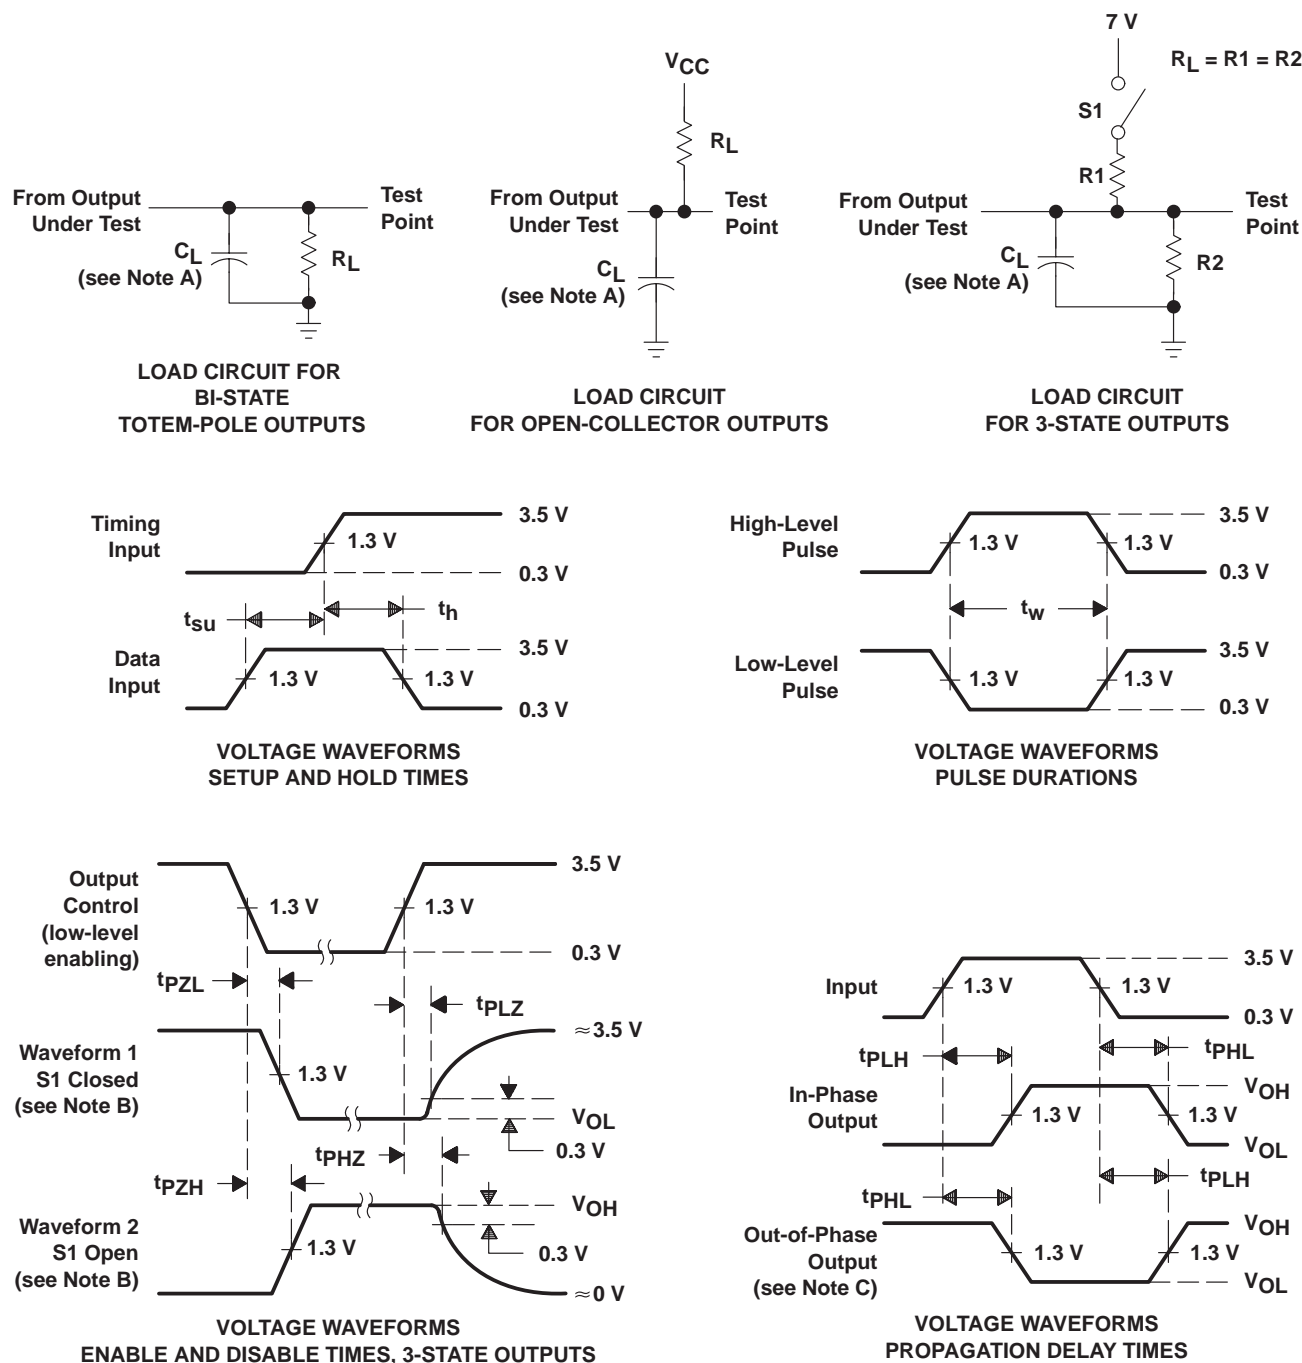 From Output
Under Test
Test
Point
CL
(see Note A)
RL
LOAD CIRCUIT FOR
BI-STATE
TOTEM-POLE OUTPUTS
VCC
RL
From Output
Under Test
Test
Point
CL
(see Note A)
LOAD CIRCUIT
FOR OPEN-COLLECTOR OUTPUTS
7 V
RL = R1 = R2
S1
R1
From Output
Under Test
Test
Point
CL
(see Note A)
R2
LOAD CIRCUIT
FOR 3-STATE OUTPUTS
Timing
Input
1.3 V
3.5 V
0.3 V
tsu
th
Data
Input
1.3 V
1.3 V
3.5 V
0.3 V
VOLTAGE WAVEFORMS
SETUP AND HOLD TIMES
High-Level
Pulse
1.3 V
1.3 V
3.5 V
0.3 V
tw
Low-Level
Pulse
1.3 V
1.3 V
3.5 V
0.3 V
VOLTAGE WAVEFORMS
PULSE DURATIONS
Output
Control
(low-level
enabling)
1.3 V
1.3 V
3.5 V
0.3 V
tPZL
tPLZ
Waveform 1
S1 Closed
(see Note B)
1.3 V
≈3.5 V
VOL
0.3 V
tPHZ
tPZH
Waveform 2
S1 Open
(see Note B)
1.3 V
VOH
0.3 V
≈0 V
VOLTAGE WAVEFORMS
ENABLE AND DISABLE TIMES, 3-STATE OUTPUTS
Input
1.3 V
1.3 V
3.5 V
0.3 V
tPLH
tPHL
In-Phase
Output
1.3 V
1.3 V
VOH
VOL
tPHL
tPLH
Out-of-Phase
Output
(see Note C)
1.3 V
1.3 V
VOH
VOL
VOLTAGE WAVEFORMS
PROPAGATION DELAY TIMES